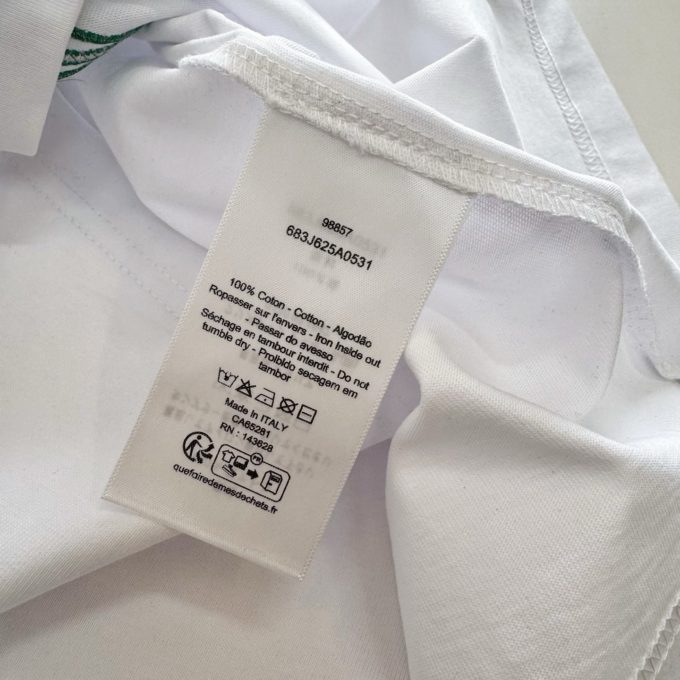 98857
683J625A0531
100% Coton - Cotton - Algodão
Ropasser sur l'envers - Iron Inside out
- Passar do avesso
Séchage en tambour interdit - Do not
tumble dry - Proibido secagem em
tambor
Made in ITALY
CA65281
RN : 143628
FR
quefairedemesdechets.fr